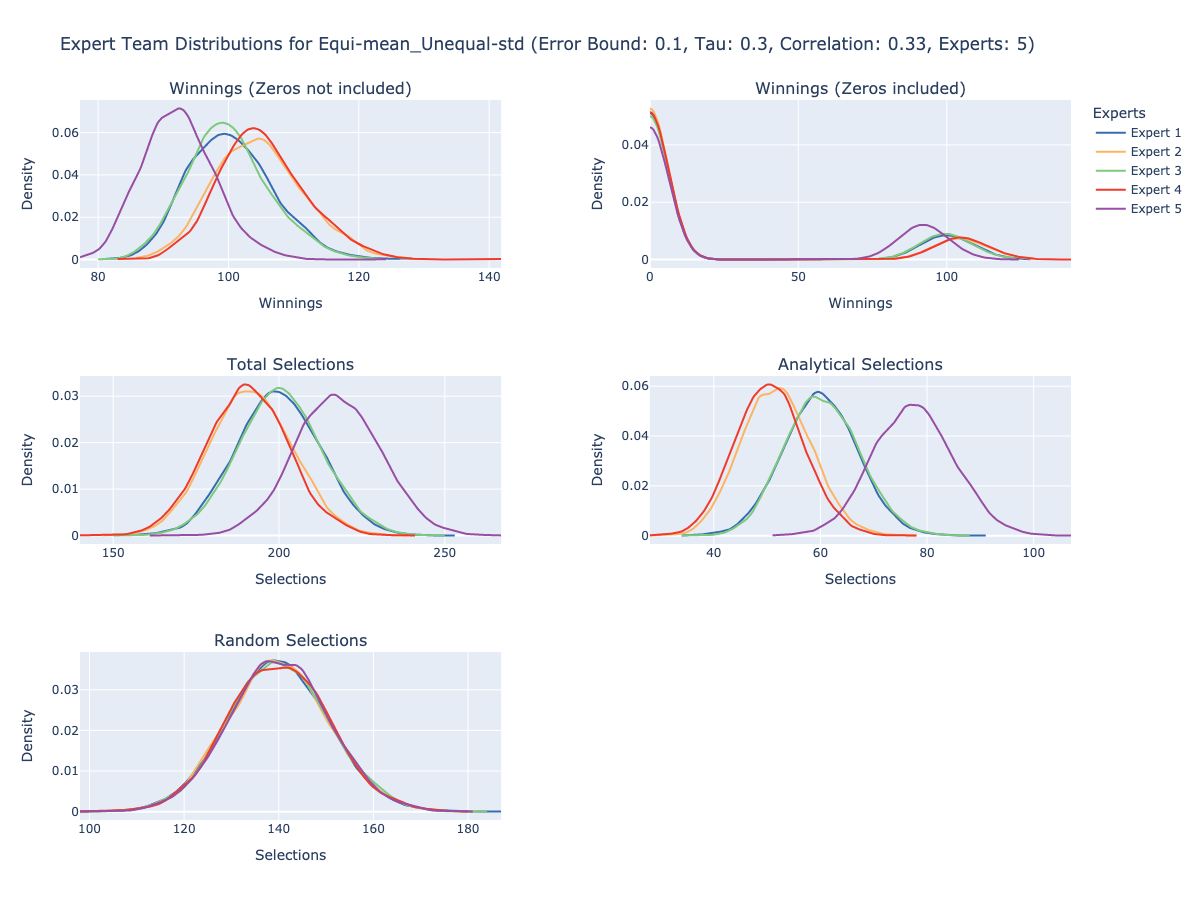 Expert Team Distributions for Equi-mean_Unequal-std (Error Bound: 0.1, Tau: 0.3, Correlation: 0.33, Experts: 5)
Winnings (Zeros not included)
Density
0.06
0.04
0.02
0
80 100 120 140
Winnings
Winnings (Zeros included)
Density
0.04
0.02
0
0 50 100
Winnings
Experts
Expert 1
Expert 2
Expert 3
Expert 4
Expert 5
Total Selections
Density
0.03
0.02
0.01
0
150 200 250
Selections
Analytical Selections
Density
0.06
0.04
0.02
0
40 60 80 100
Selections
Random Selections
Density
0.03
0.02
0.01
0
100 120 140 160 180
Selections